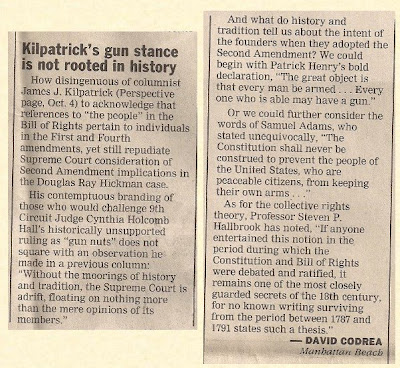 Kilpatrick's gun stance
is not rooted in history
How disingenuous of columnist
James J. Kilpatrick (Perspective
page, Oct. 4) to acknowledge that
references to "the people" in the
Bill of Rights pertain to individuals
in the First and Fourth
amendments, yet still repudiate
Supreme Court consideration of
Second Amendment implications in
the Douglas Ray Hickman case.
His contemptuous branding of
those who would challenge 9th
Circuit Judge Cynthia Holcomb
Hall's historically unsupported
ruling as "gun nuts" does not
square with an observation he
made in a previous column:
"Without the moorings of history
and tradition, the Supreme Court is
adrift, floating on nothing more
than the mere opinions of its
members."
And what do history and
tradition tell us about the intent of
the founders when they adopted the
Second Amendment? We could
begin with Patrick Henry's bold
declaration, "The great object is
that every man be armed . . . Every
one who is able may have a gun."
Or we could further consider the
words of Samuel Adams, who
stated unequivocally, "The
Constitution shall never be
construed to prevent the people of
the United States, who are
peaceable citizens, from keeping
their own arms . . ."
As for the collective rights
theory, Professor Steven P.
Hallbrook has noted, "If anyone
entertained this notion in the
period during which the
Constitution and Bill of Rights
were debated and ratified, it
remains one of the most closely
guarded secrets of the 18th century,
for no known writing surviving
from the period between 1787 and
1791 states such a thesis."
— DAVID CODREA
Manhattan Beach